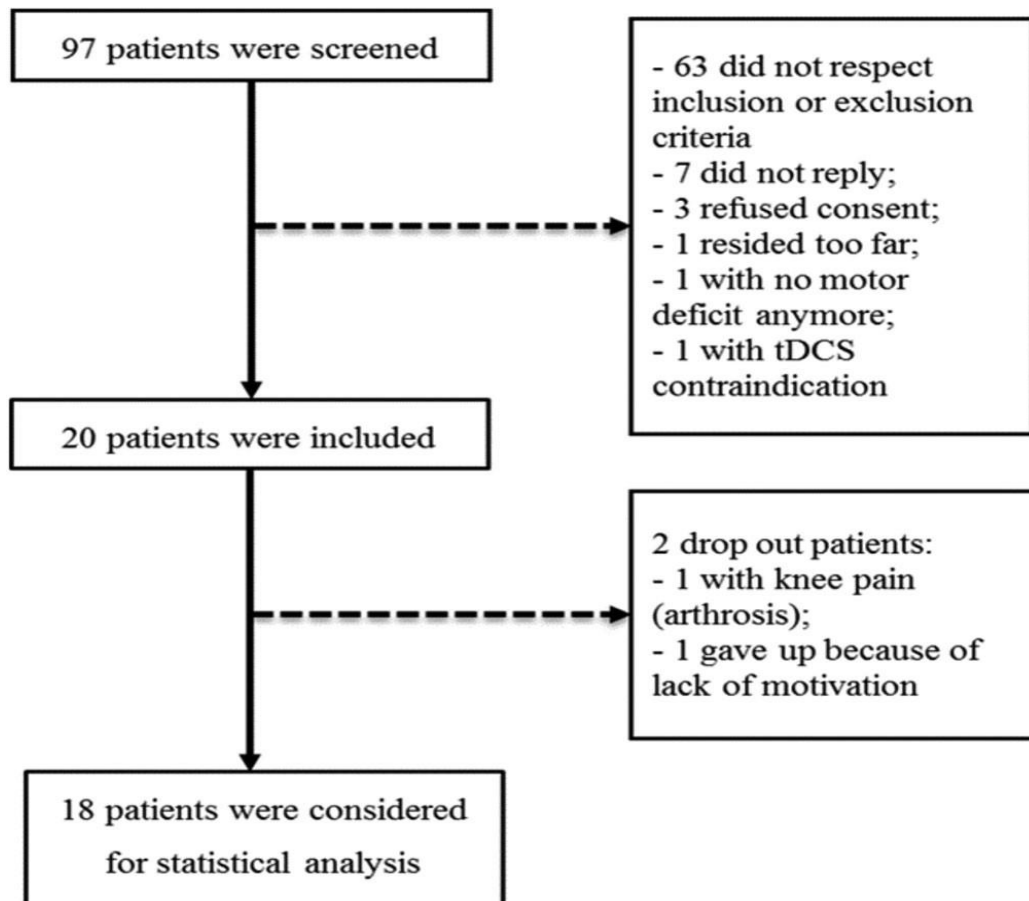 97 patients were screened
- 63 did not respect
inclusion or exclusion
criteria
- 7 did not reply;
- 3 refused consent;
- 1 resided too far;
- 1 with no motor
deficit anymore;
- 1 with tDCS
contraindication
20 patients were included
2 drop out patients:
- 1 with knee pain
(arthrosis);
- 1 gave up because of
lack of motivation
18 patients were considered
for statistical analysis